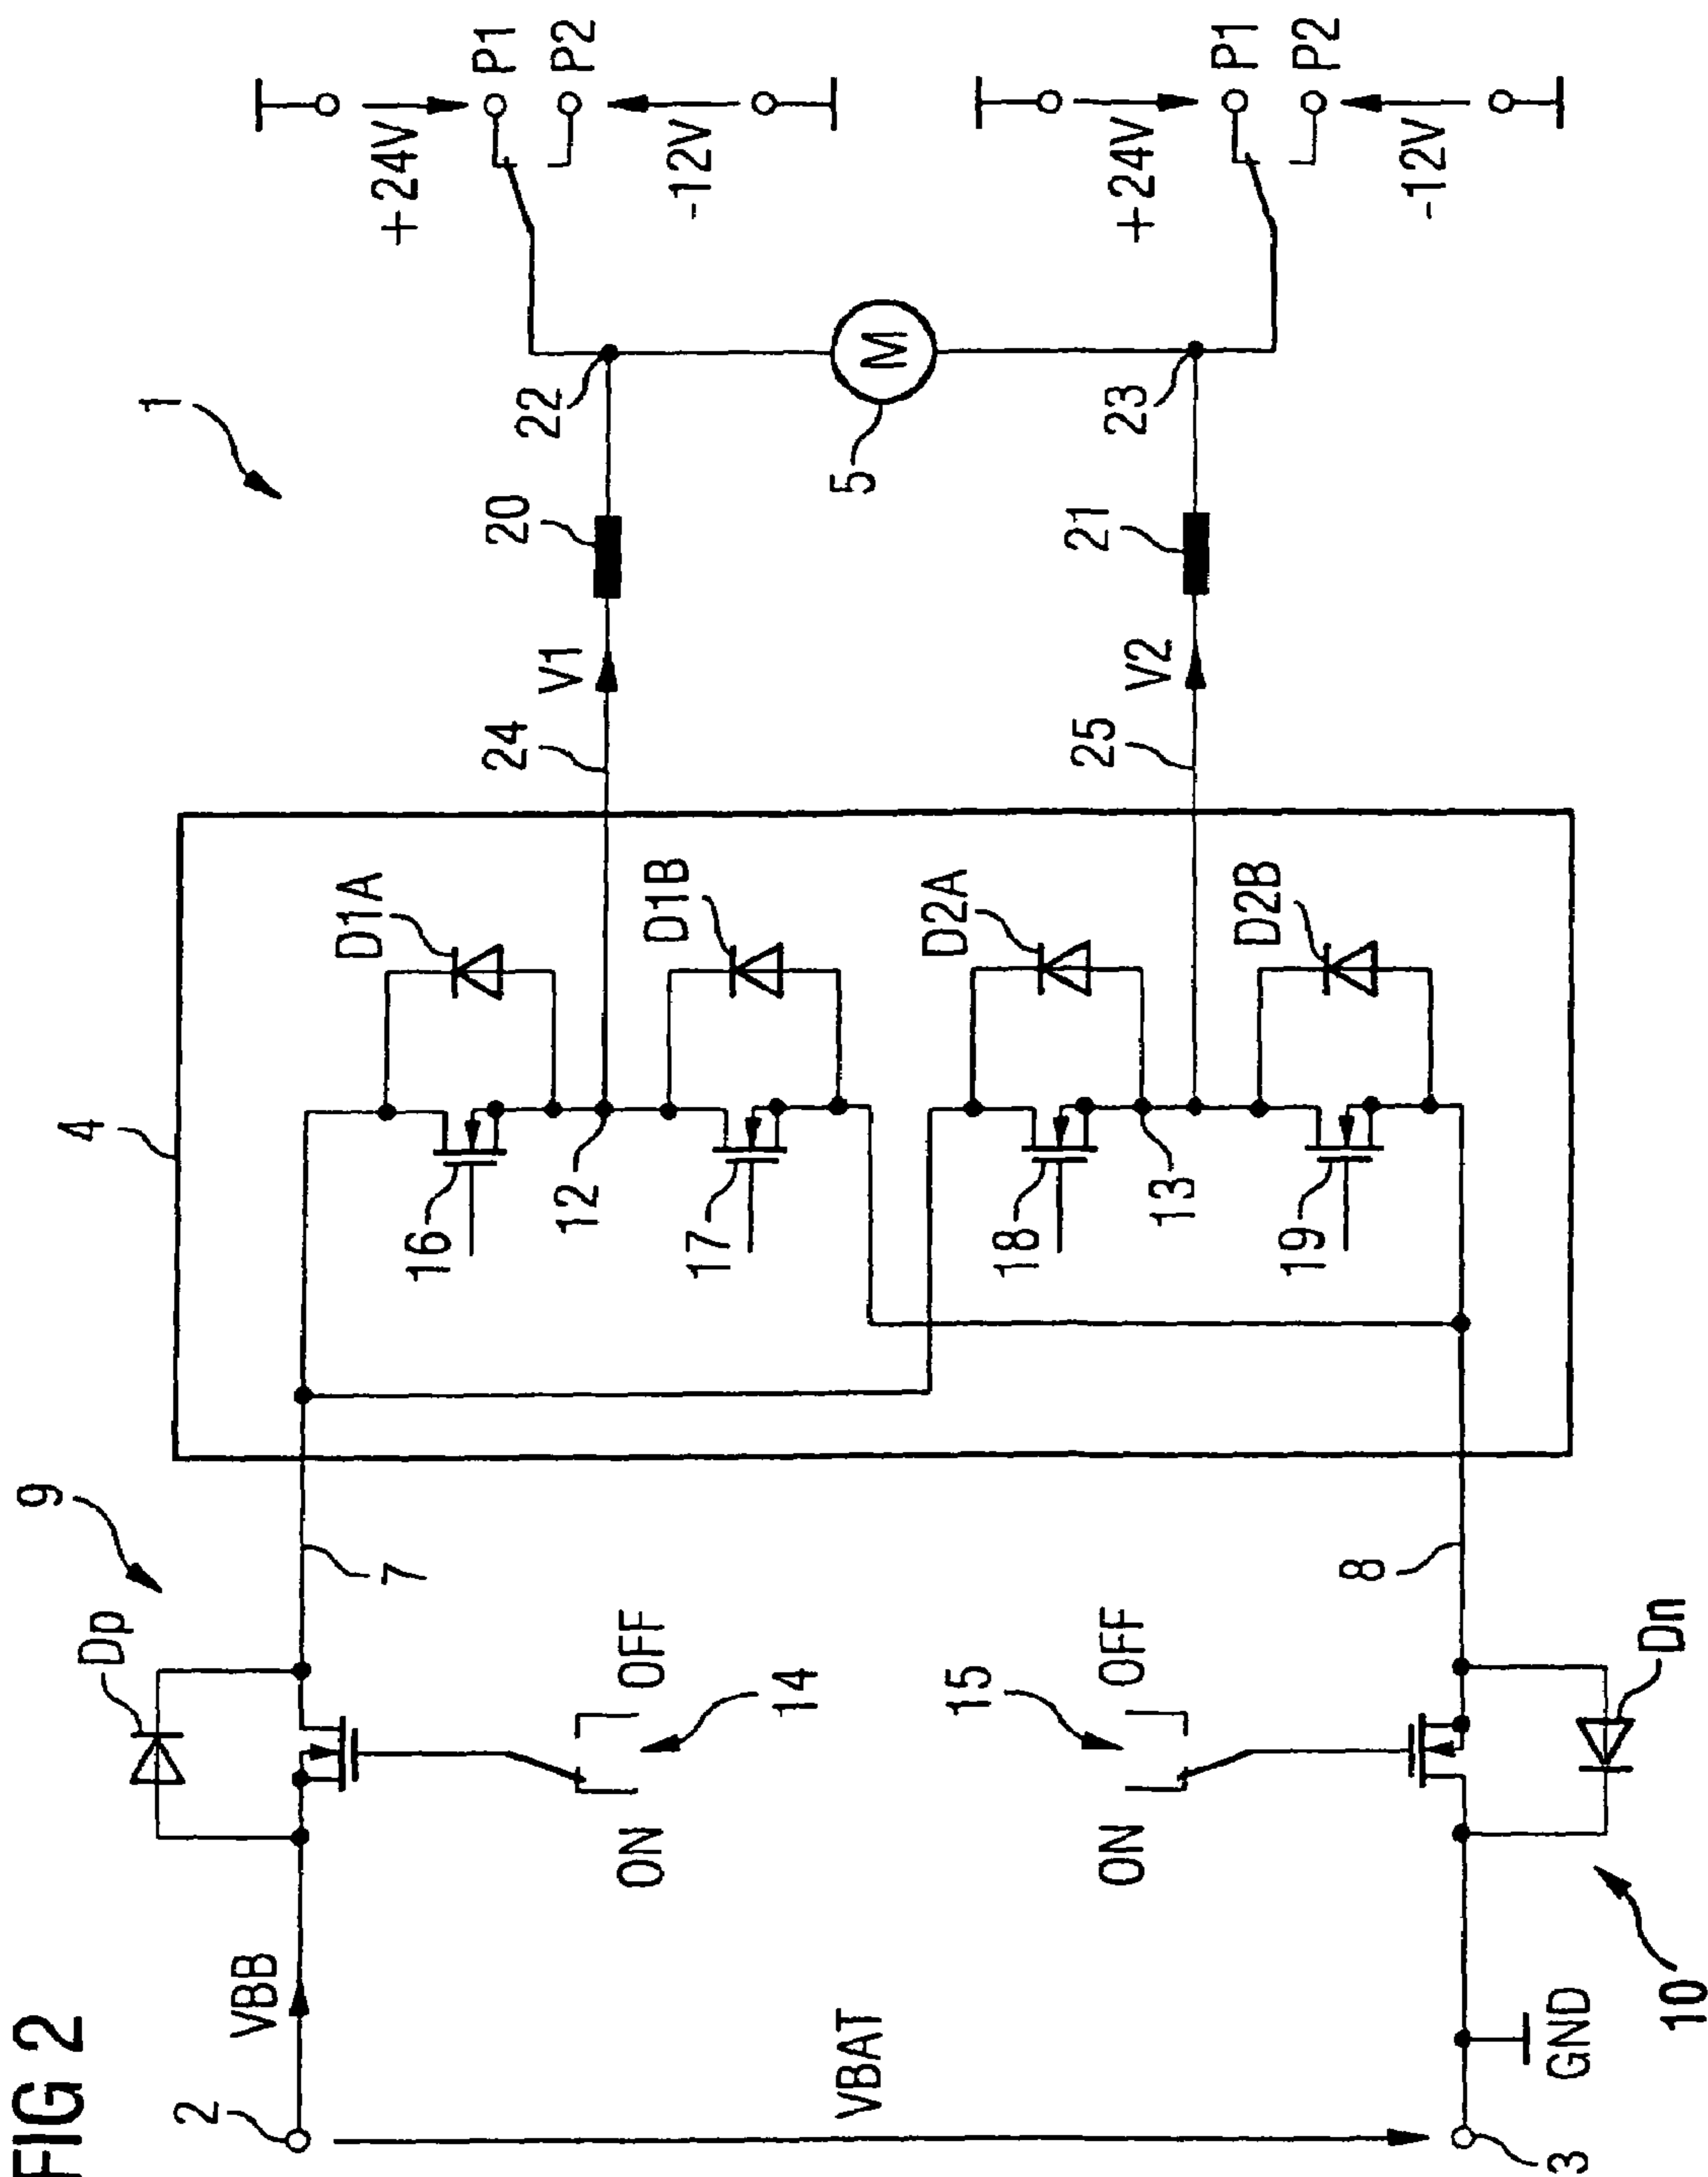 FIG 2
1
9
4
Dp
2
VBB
7
D1A
16
12
D1B
17
24
V1
20
22
+24V
P1
P2
-12V
ON
OFF
14
VBAT
5
M
15
ON
OFF
D2A
18
13
D2B
19
25
V2
21
23
+24V
P1
P2
-12V
8
3
GND
10
Dn